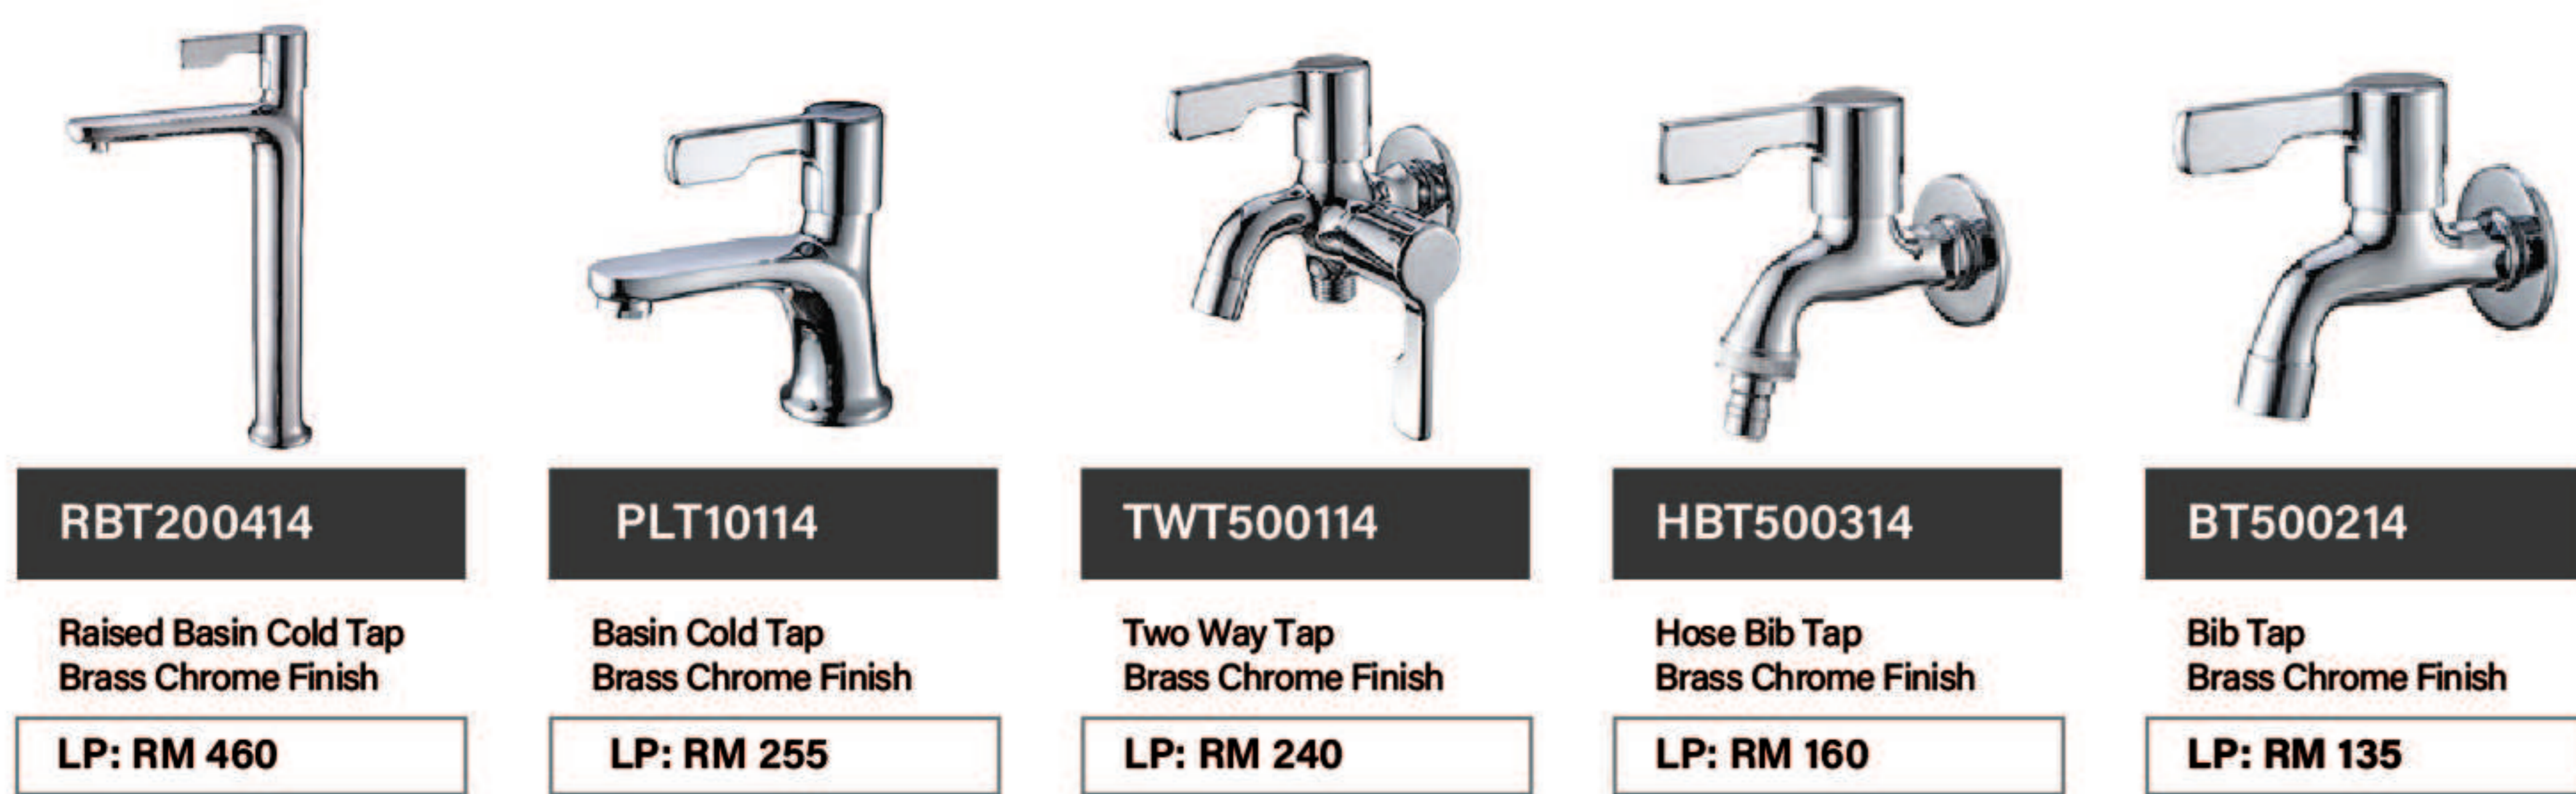 RBT200414
Raised Basin Cold Tap
Brass Chrome Finish
LP: RM 460
PLT10114
Basin Cold Tap
Brass Chrome Finish
LP: RM 255
TWT500114
Two Way Tap
Brass Chrome Finish
LP: RM 240
HBT500314
Hose Bib Tap
Brass Chrome Finish
LP: RM 160
BT500214
Bib Tap
Brass Chrome Finish
LP: RM 135